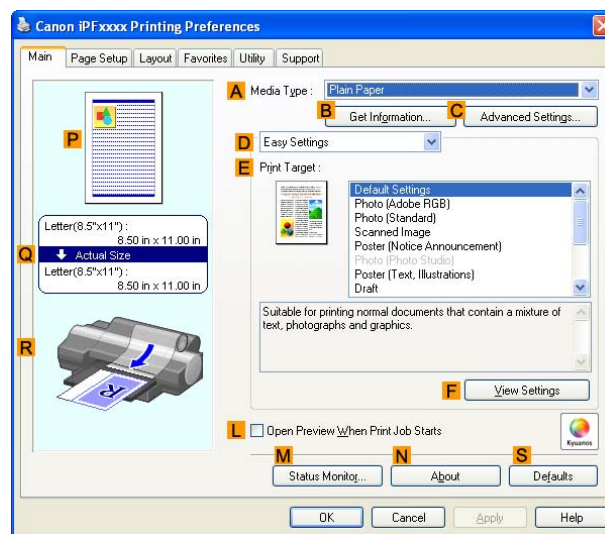 Canon iPFxxxx Printing Preferences
Main Page Setup Layout Favorites Utility Support
A Media Type : Plain Paper
B Get Information... C Advanced Settings...
D Easy Settings
E Print Target :
P
Default Settings
Photo (Adobe RGB)
Photo (Standard)
Scanned Image
Poster (Notice Announcement)
Photo (Photo Studio)
Poster (Text, Illustrations)
Draft
Letter(8.5"x11") :
8.50 in x 11.00 in
Q Actual Size
Letter(8.5"x11") :
8.50 in x 11.00 in
Suitable for printing normal documents that contain a mixture of
text, photographs and graphics.
R
R
F View Settings
L Open Preview When Print Job Starts
Kyuanos
M Status Monitor... N About S Defaults
OK Cancel Apply Help